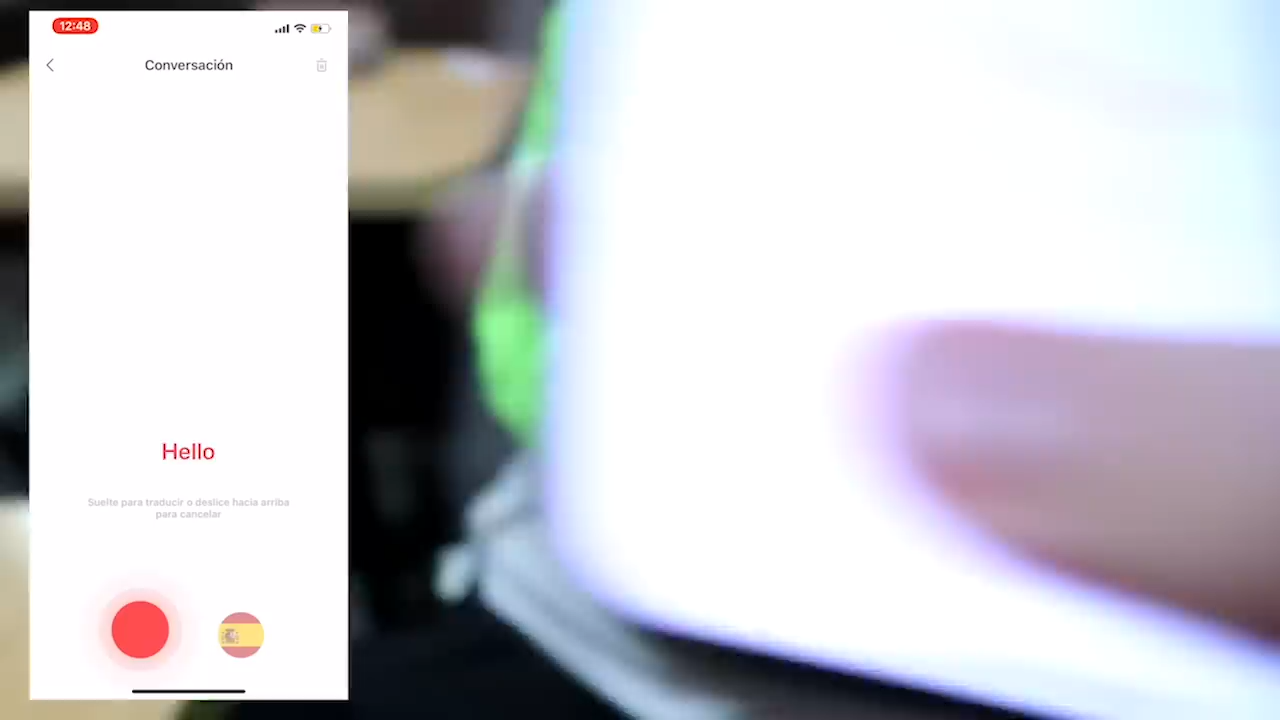 12:48
Conversación
Hello
Suelte para traducir o deslice hacia arriba
para cancelar